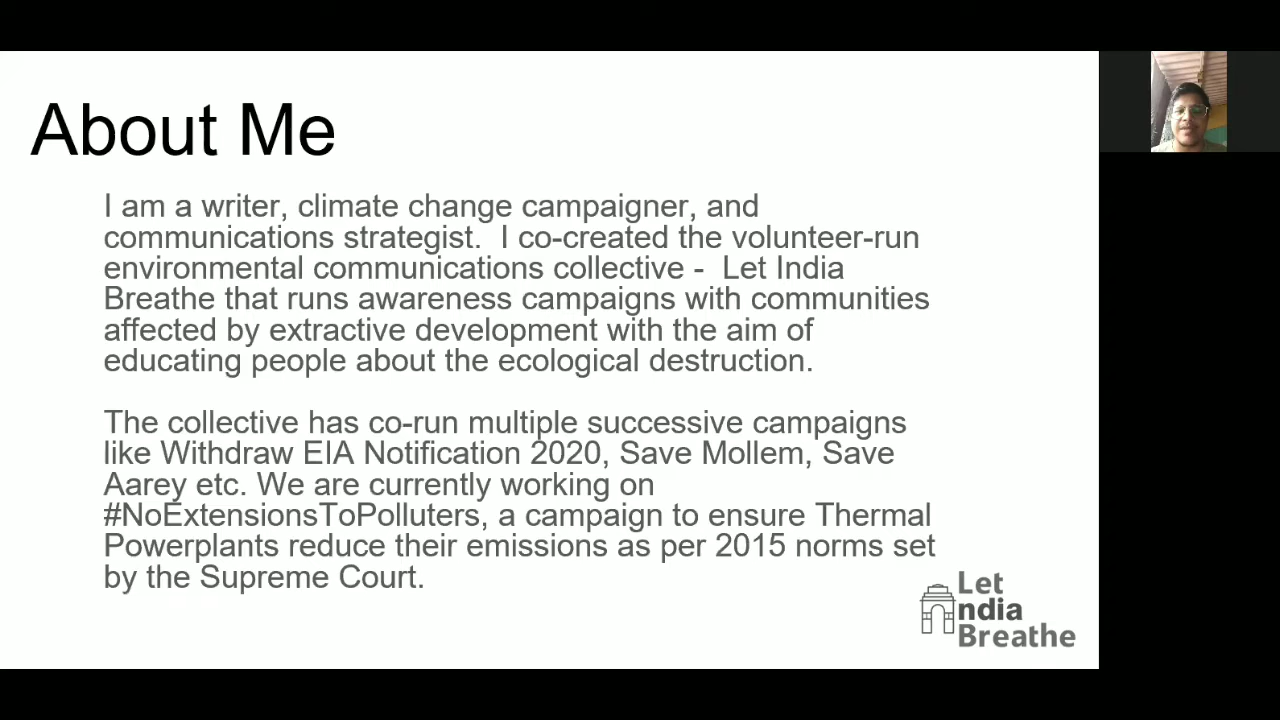 About Me
I am a writer, climate change campaigner, and
communications strategist.  I co-created the volunteer-run
environmental communications collective -  Let India
Breathe that runs awareness campaigns with communities
affected by extractive development with the aim of
educating people about the ecological destruction.
The collective has co-run multiple successive campaigns
like Withdraw EIA Notification 2020, Save Mollem, Save
Aarey etc. We are currently working on
#NoExtensionsToPolluters, a campaign to ensure Thermal
Powerplants reduce their emissions as per 2015 norms set
by the Supreme Court.
Let
ndia
Breathe